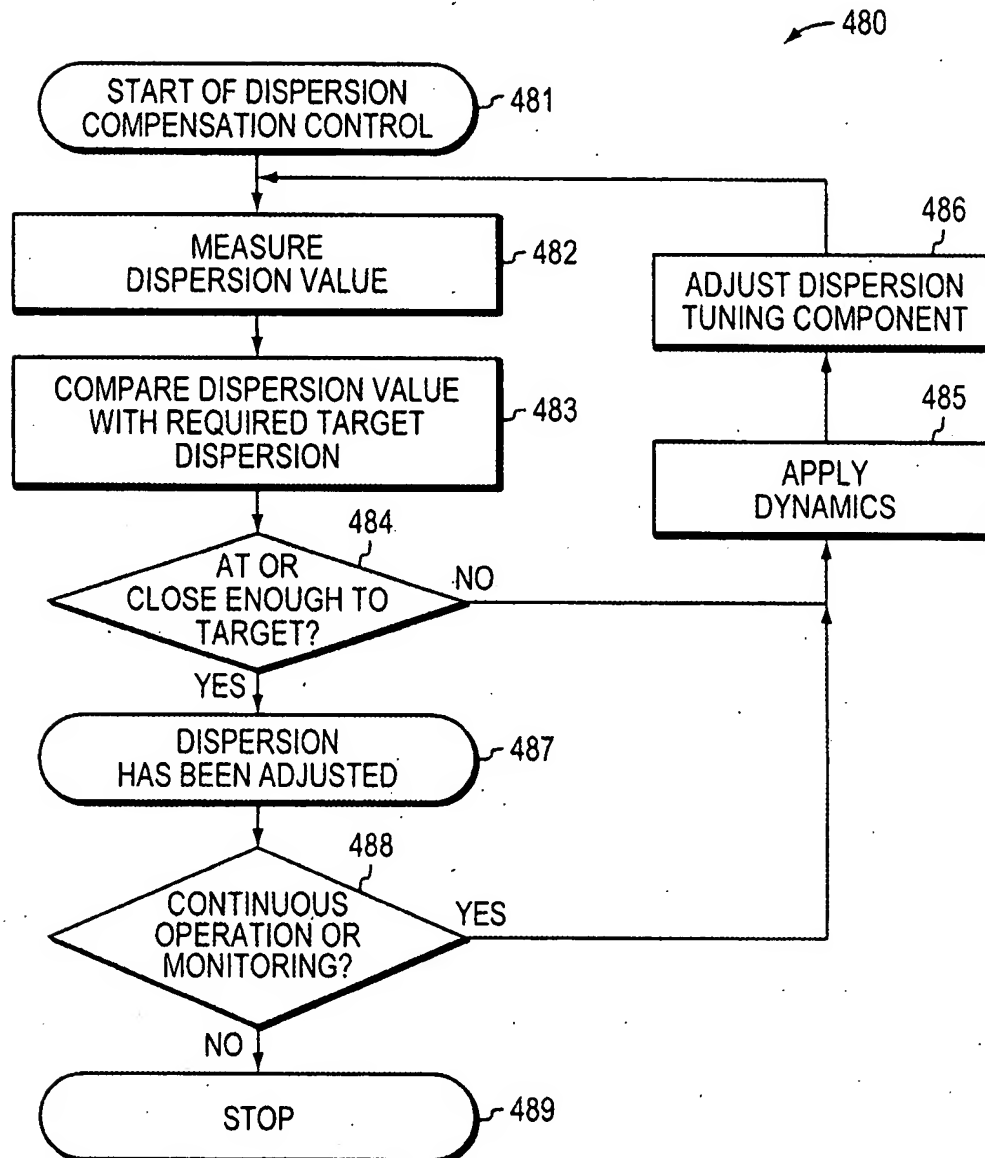 480
START OF DISPERSION
COMPENSATION CONTROL
481
MEASURE
DISPERSION VALUE
482
COMPARE DISPERSION VALUE
WITH REQUIRED TARGET
DISPERSION
483
484
AT OR
CLOSE ENOUGH TO
TARGET?
NO
YES
486
ADJUST DISPERSION
TUNING COMPONENT
485
APPLY
DYNAMICS
DISPERSION
HAS BEEN ADJUSTED
487
488
CONTINUOUS
OPERATION OR
MONITORING?
YES
NO
STOP
489